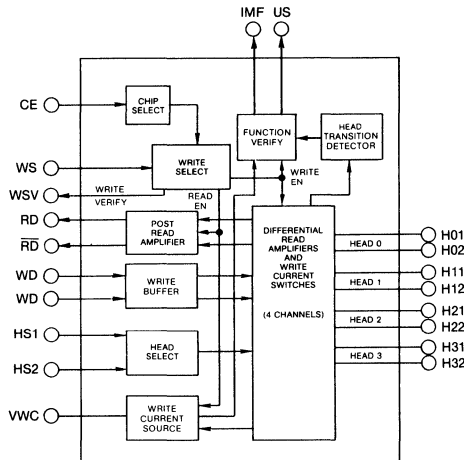 IMF US
CE
CHIP
SELECT
FUNCTION
VERIFY
HEAD
TRANSITION
DETECTOR
WS
WRITE
SELECT
WRITE
EN
WSV
WRITE
VERIFY
READ
EN
RD
RD
POST
READ
AMPLIFIER
DIFFERENTIAL
READ
AMPLIFIERS
AND
WRITE
CURRENT
SWITCHES
(4 CHANNELS)
H01
HEAD 0
H02
WD
WD
WRITE
BUFFER
H11
HEAD 1
H12
HS1
HS2
HEAD
SELECT
H21
HEAD 2
H22
H31
HEAD 3
H32
VWC
WRITE
CURRENT
SOURCE